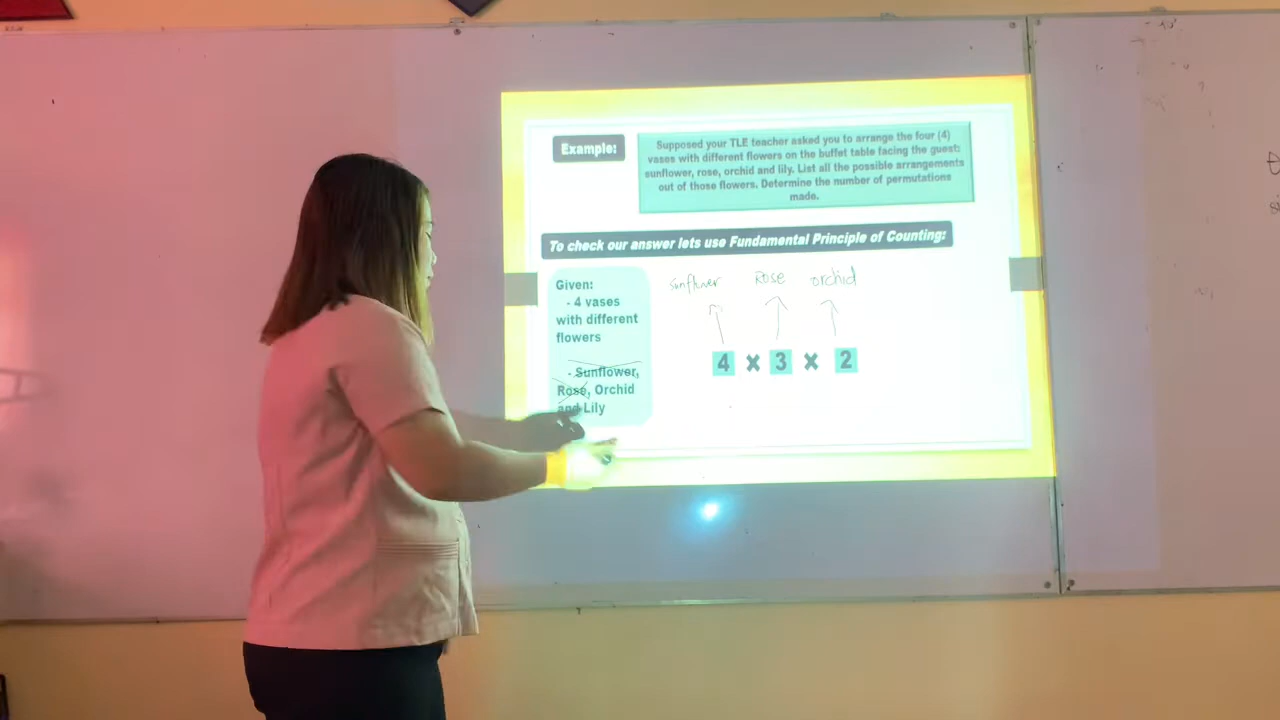 Example:
Supposed your TLE teacher asked you to arrange the four (4)
vases with different flowers on the buffet table facing the guest:
sunflower, rose, orchid and lily. List all the possible arrangements
out of those flowers. Determine the number of permutations
made.
To check our answer lets use Fundamental Principle of Counting:
Given:
- 4 vases
with different
flowers
- Sunflower,
Rose, Orchid
and Lily
Sunflower Rose orchid
4 × 3 × 2